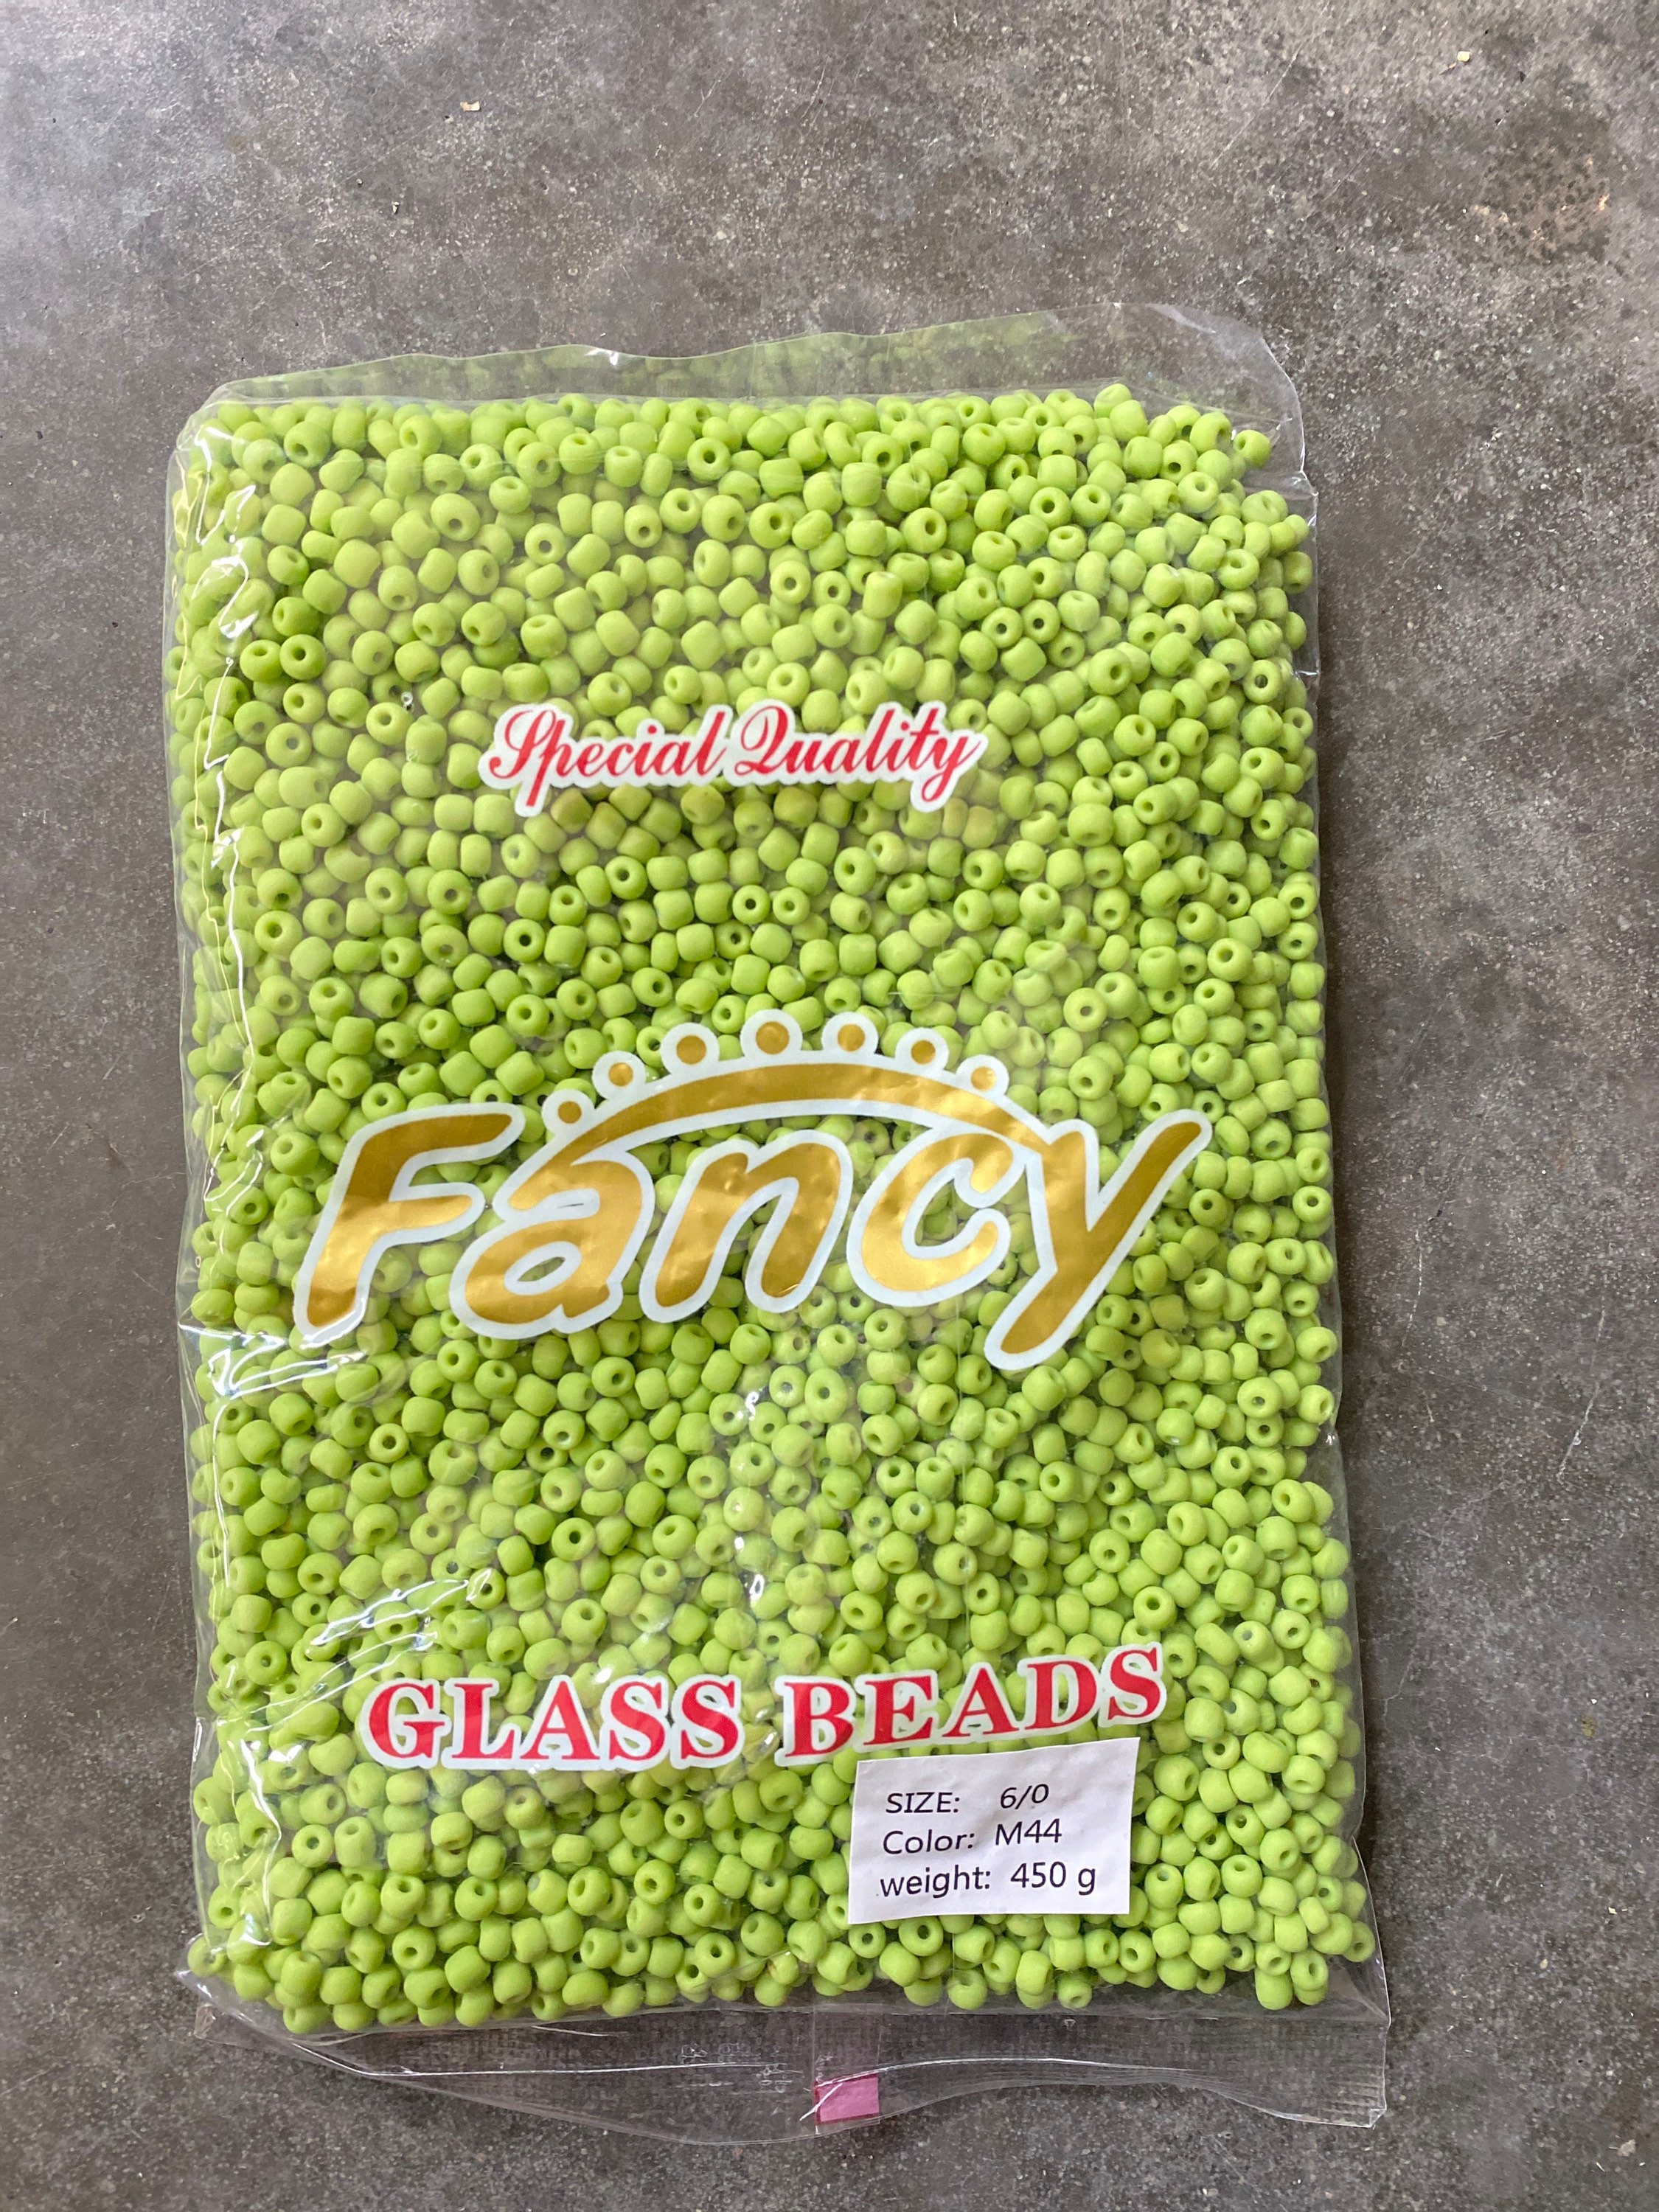 Special Quality
Fancy
GLASS BEADS
SIZE: 6/0
Color: M44
weight: 450 g